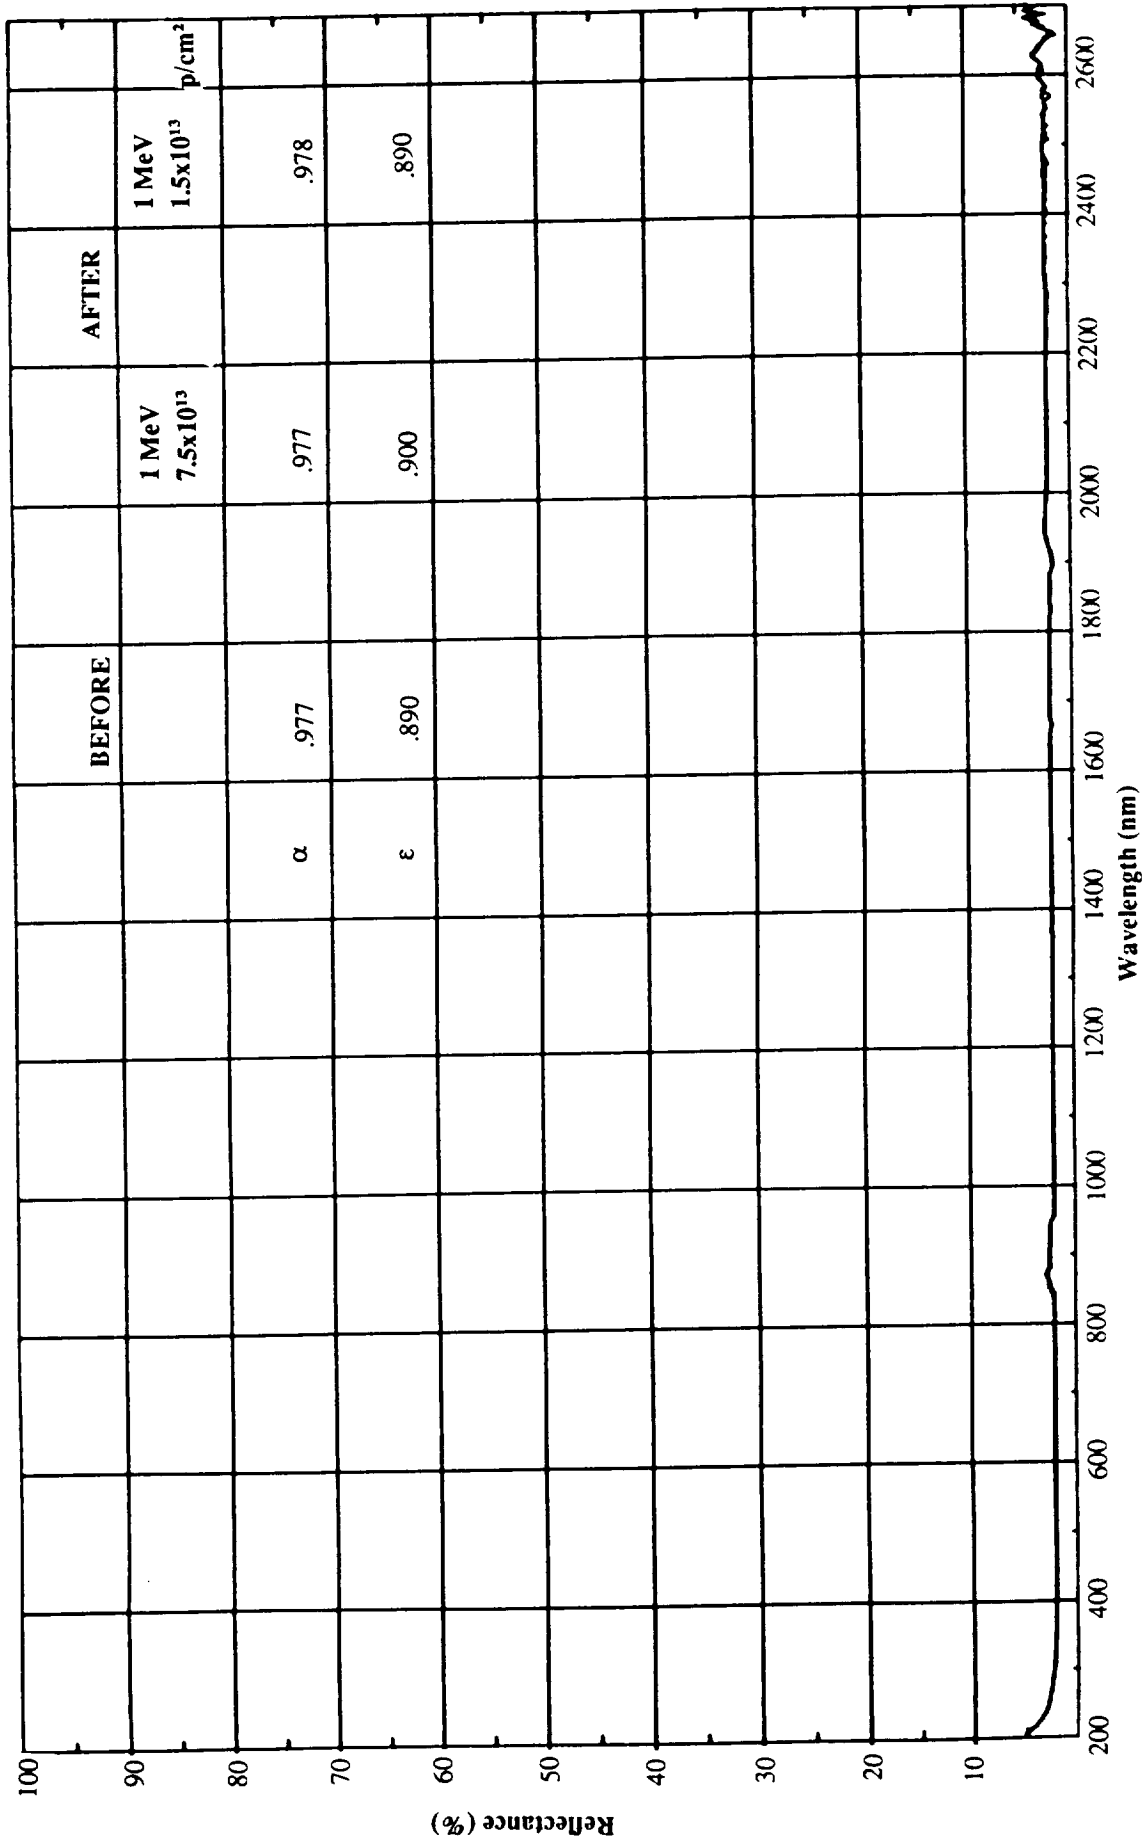 BEFORE AFTER
1 MeV 1 MeV
7.5x10¹³ 1.5x10¹³ p/cm²
α .977 .977 .978
ε .890 .900 .890
Reflectance (%)
100
90
80
70
60
50
40
30
20
10
200 400 600 800 1000 1200 1400 1600 1800 2000 2200 2400 2600
Wavelength (nm)